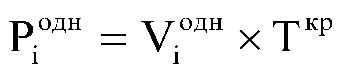 P_i^одн = V_i^одн × T^кр